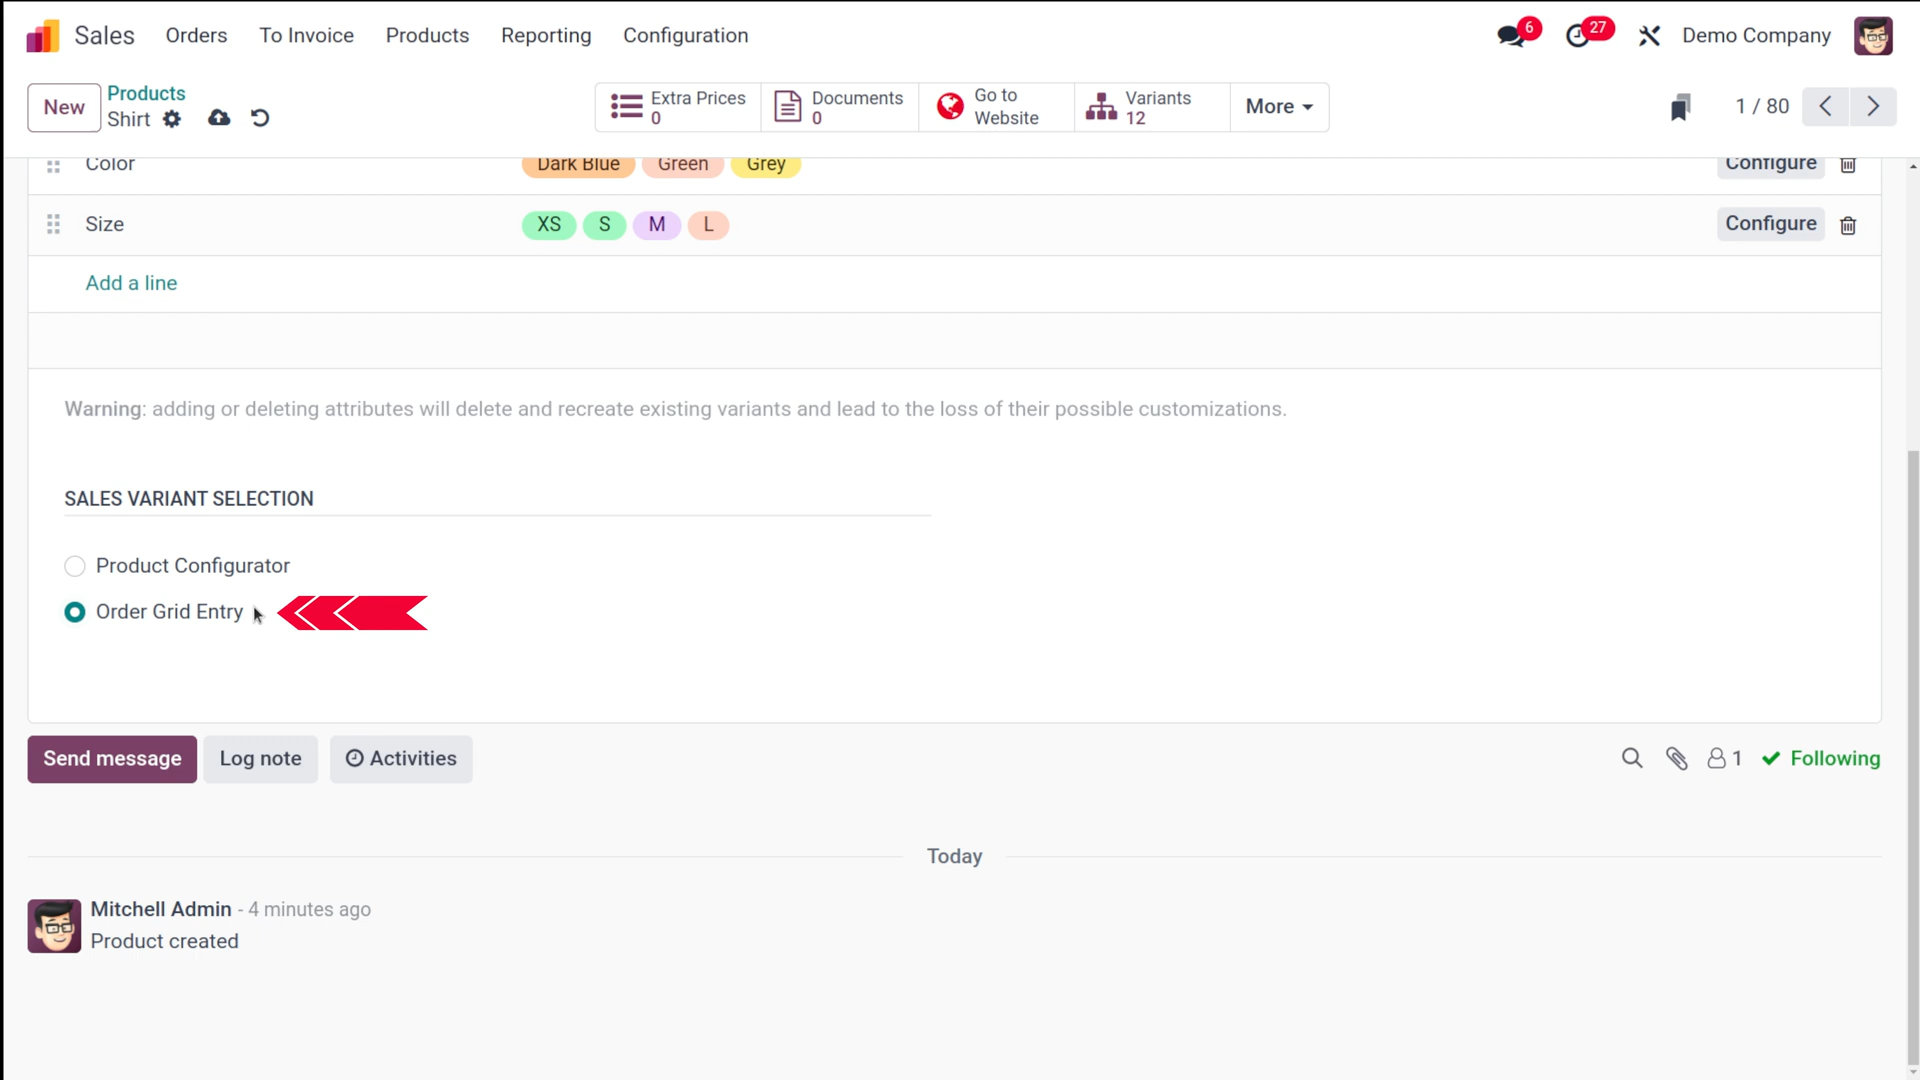 Sales Orders To Invoice Products Reporting Configuration 6 27 Demo Company
New Products Shirt Extra Prices 0 Documents 0 Go to Website Variants 12 More 1 / 80
Color Dark Blue Green Grey Configure
Size XS S M L Configure
Add a line
Warning: adding or deleting attributes will delete and recreate existing variants and lead to the loss of their possible customizations.
SALES VARIANT SELECTION
Product Configurator
Order Grid Entry
Send message Log note Activities 1 Following
Today
Mitchell Admin - 4 minutes ago
Product created